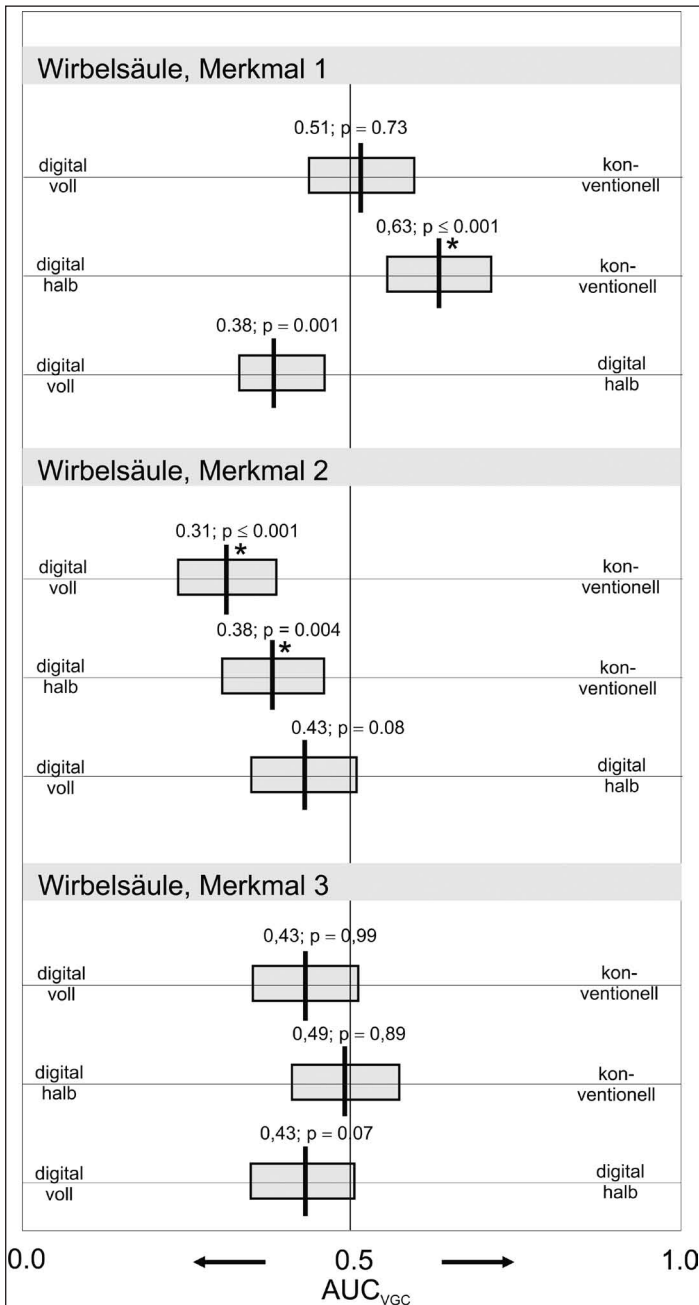 Wirbelsäule, Merkmal 1
0.51; p = 0.73
digital
voll
kon-
ventionell
0,63; p ≤ 0.001
*
digital
halb
kon-
ventionell
0.38; p = 0.001
digital
voll
digital
halb
Wirbelsäule, Merkmal 2
0.31; p ≤ 0.001
*
digital
voll
kon-
ventionell
0.38; p = 0.004
*
digital
halb
kon-
ventionell
0.43; p = 0.08
digital
voll
digital
halb
Wirbelsäule, Merkmal 3
0,43; p = 0,99
digital
voll
kon-
ventionell
0,49; p = 0,89
digital
halb
kon-
ventionell
0,43; p = 0.07
digital
voll
digital
halb
0.0 0.5 1.0
AUC_VGC